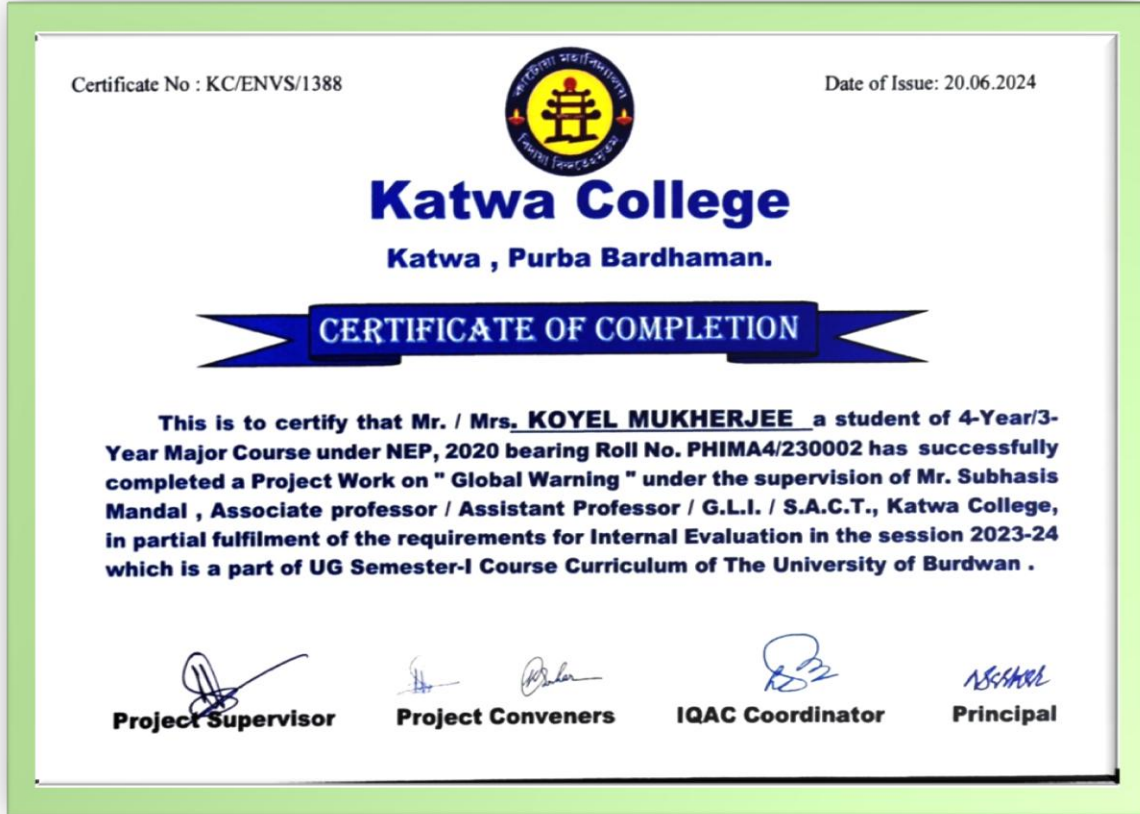 Certificate No : KC/ENVS/1388
Date of Issue: 20.06.2024
কাটোয়া মহাবিদ্যালয়
Katwa College
Katwa , Purba Bardhaman.
CERTIFICATE OF COMPLETION
This is to certify that Mr. / Mrs. KOYEL MUKHERJEE a student of 4-Year/3-
Year Major Course under NEP, 2020 bearing Roll No. PHIMA4/230002 has successfully
completed a Project Work on " Global Warning " under the supervision of Mr. Subhasis
Mandal , Associate professor / Assistant Professor / G.L.I. / S.A.C.T., Katwa College,
in partial fulfilment of the requirements for Internal Evaluation in the session 2023-24
which is a part of UG Semester-I Course Curriculum of The University of Burdwan .
Project Supervisor
Project Conveners
IQAC Coordinator
Principal